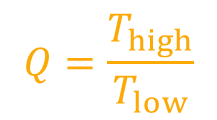 Q = T_high / T_low